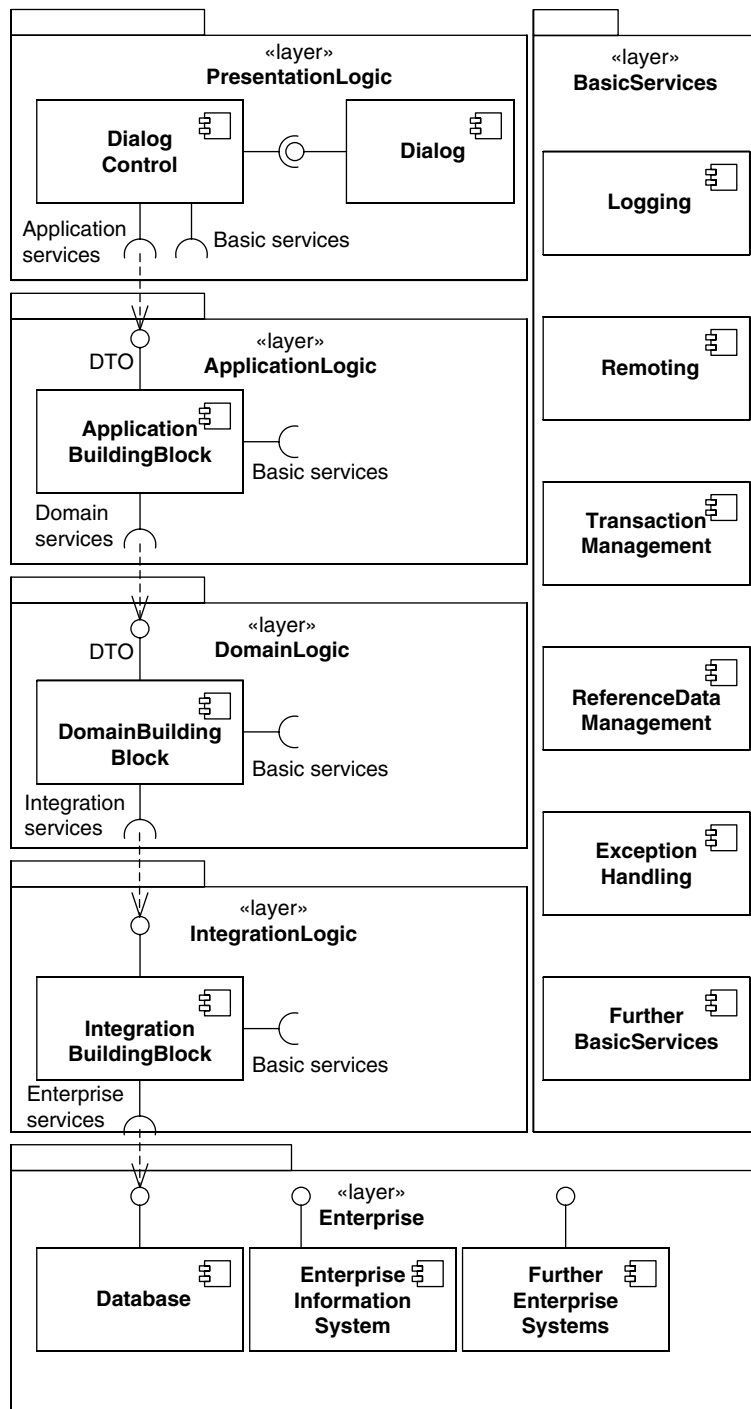 «layer»
PresentationLogic
Dialog
Control
Dialog
Application
services
Basic services
«layer»
ApplicationLogic
DTO
Application
BuildingBlock
Basic services
Domain
services
«layer»
DomainLogic
DTO
DomainBuilding
Block
Basic services
Integration
services
«layer»
IntegrationLogic
Integration
BuildingBlock
Basic services
Enterprise
services
«layer»
BasicServices
Logging
Remoting
Transaction
Management
ReferenceData
Management
Exception
Handling
Further
BasicServices
«layer»
Enterprise
Database
Enterprise
Information
System
Further
Enterprise
Systems